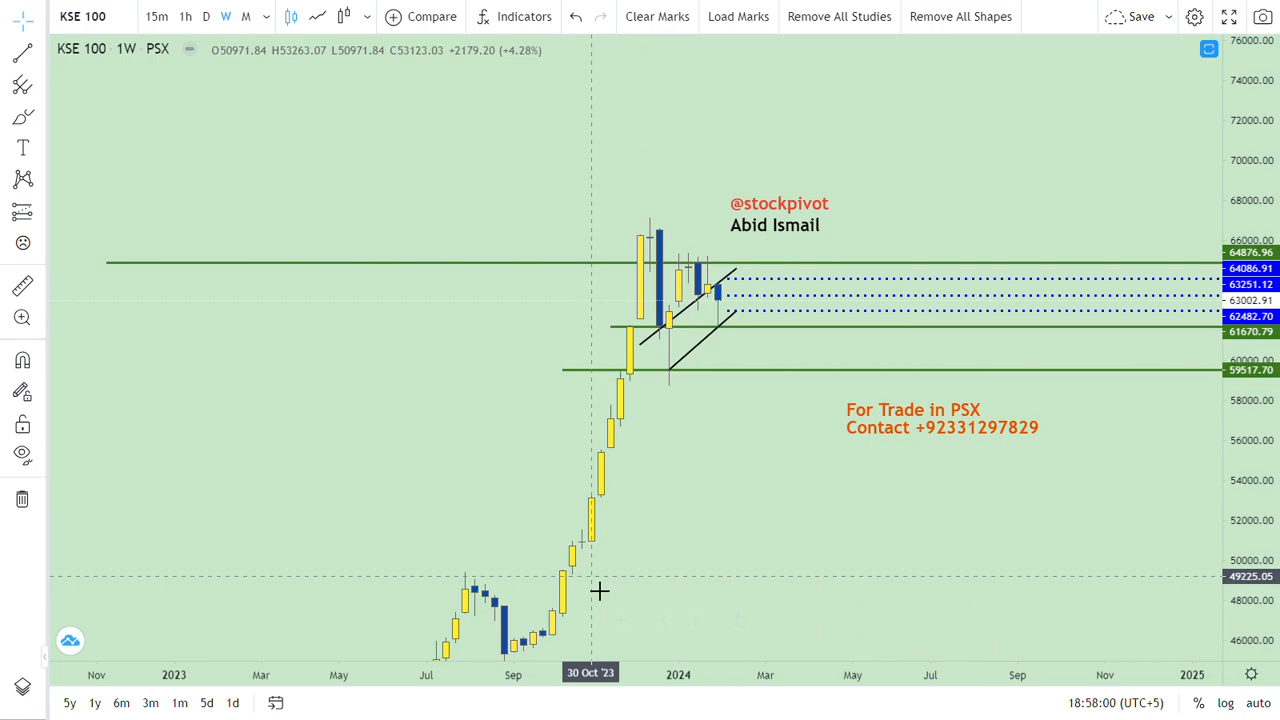 KSE 100 15m 1h D W M Compare Indicators Clear Marks Load Marks Remove All Studies Remove All Shapes Save
KSE 100 · 1W · PSX O50971.84 H53263.07 L50971.84 C53123.03 +2179.20 (+4.28%)
76000.00
74000.00
72000.00
70000.00
68000.00
@stockpivot
Abid Ismail
66000.00
64876.96
64086.91
63251.12
63002.91
62482.70
61670.79
60000.00
59517.70
58000.00
For Trade in PSX
Contact +92331297829
56000.00
54000.00
52000.00
50000.00
49225.05
48000.00
46000.00
Nov 2023 Mar May Jul Sep 30 Oct '23 2024 Mar May Jul Sep Nov 2025
5y 1y 6m 3m 1m 5d 1d 18:58:00 (UTC+5) % log auto